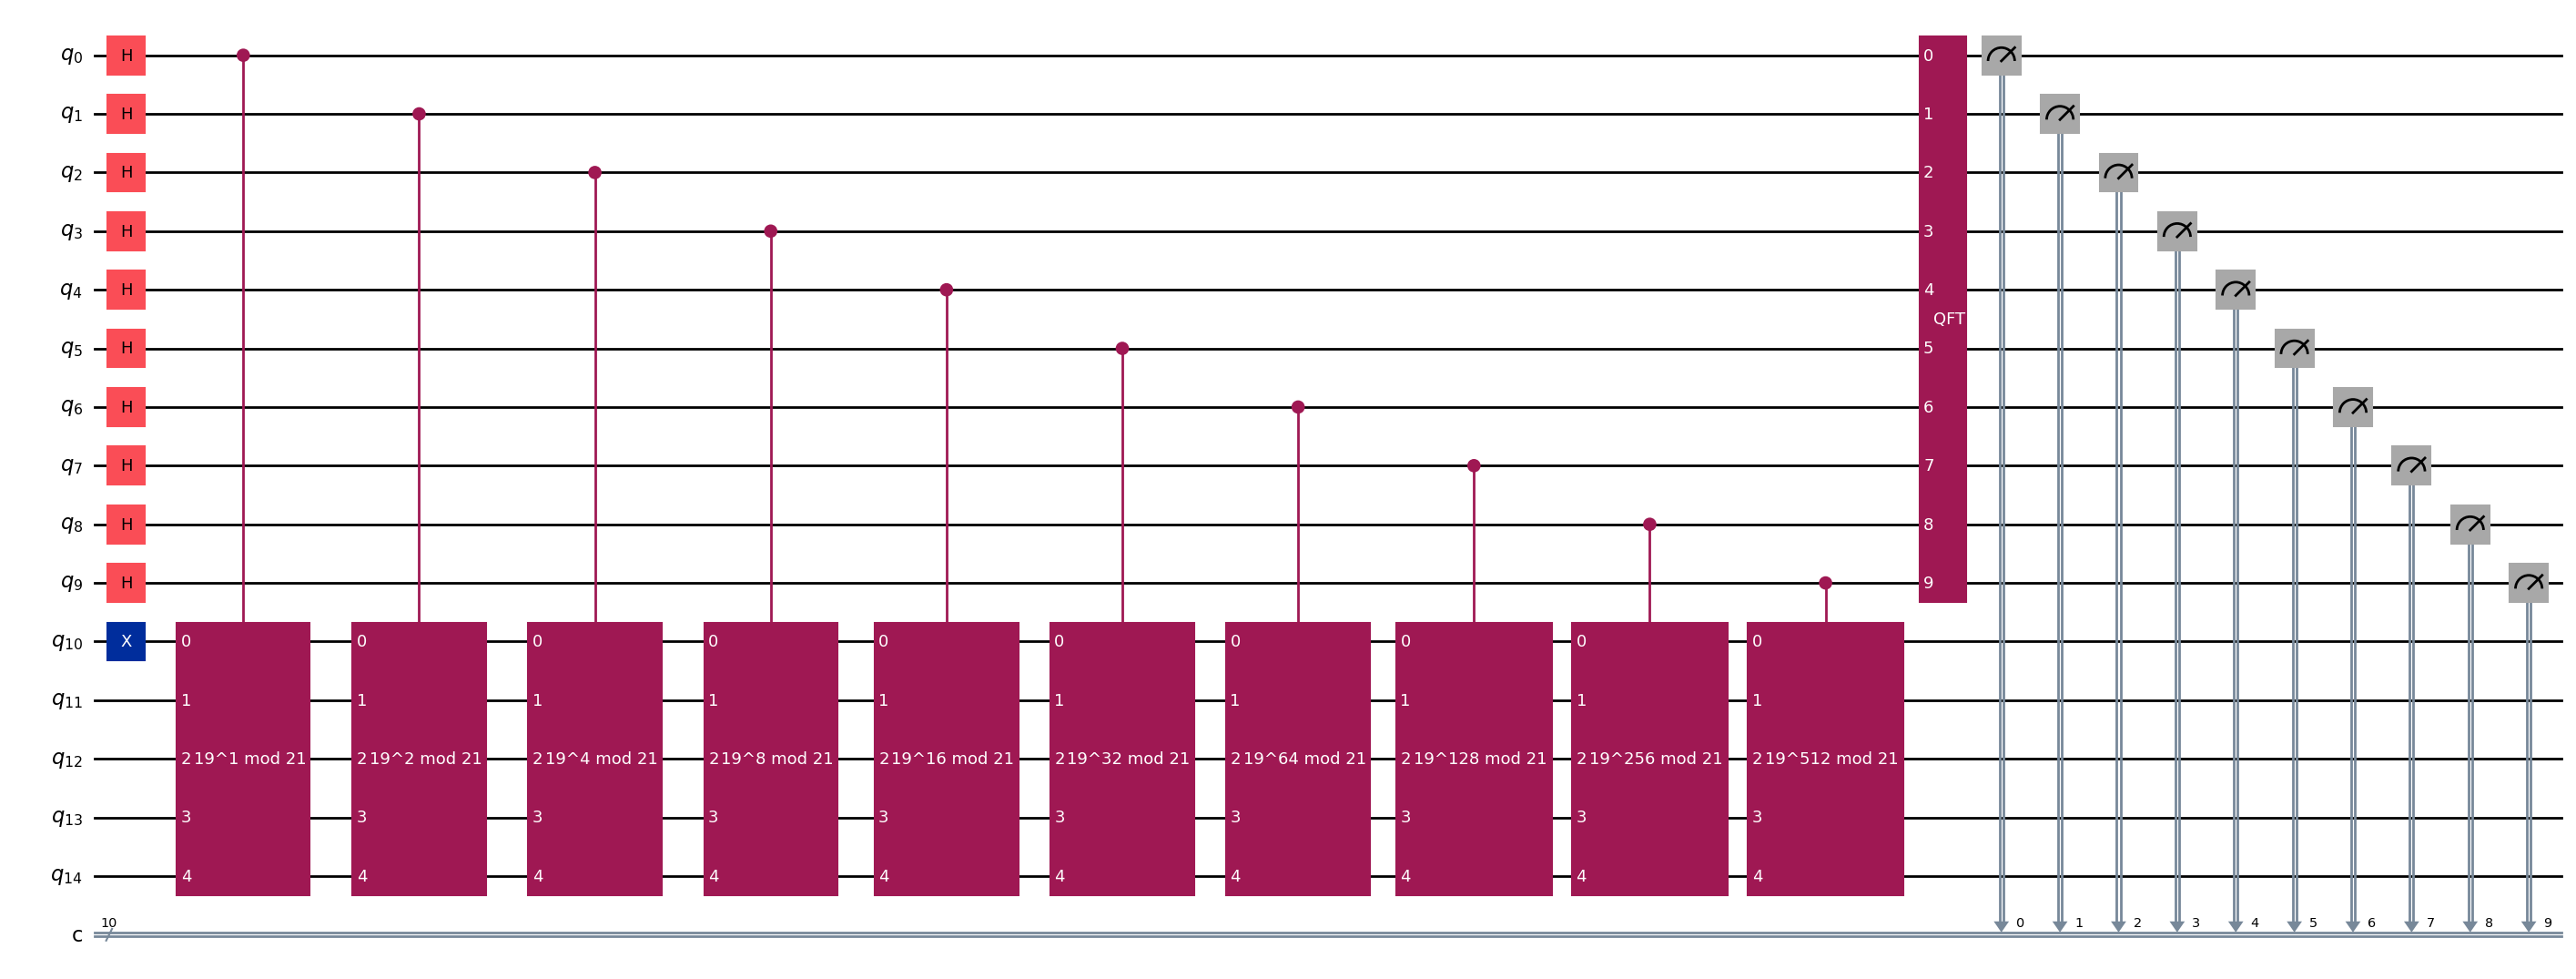 q0 H 0
q1 H 1
q2 H 2
q3 H 3
q4 H 4
QFT
q5 H 5
q6 H 6
q7 H 7
q8 H 8
q9 H 9
q10 X 0 0 0 0 0 0 0 0 0 0
q11 1 1 1 1 1 1 1 1 1 1
q12 2 19^1 mod 21 2 19^2 mod 21 2 19^4 mod 21 2 19^8 mod 21 2 19^16 mod 21 2 19^32 mod 21 2 19^64 mod 21 2 19^128 mod 21 2 19^256 mod 21 2 19^512 mod 21
q13 3 3 3 3 3 3 3 3 3 3
q14 4 4 4 4 4 4 4 4 4 4
10 0 1 2 3 4 5 6 7 8 9
c